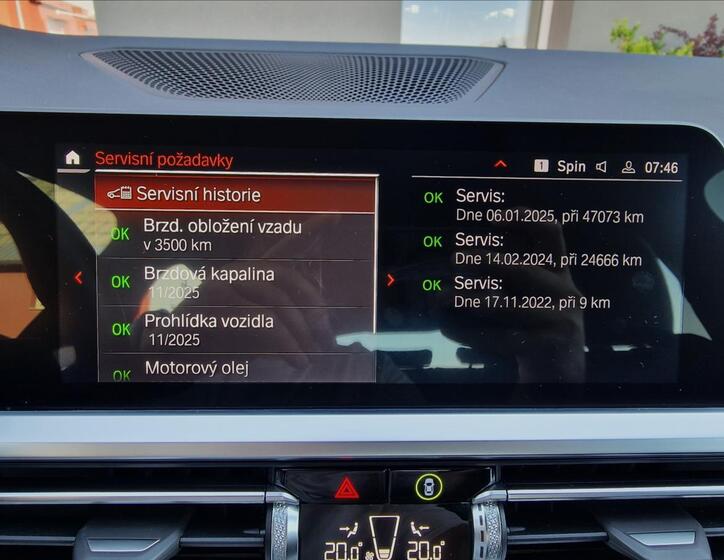 Servisní požadavky
1 Spin 07:46
Servisní historie
OK Brzd. obložení vzadu
v 3500 km
OK Brzdová kapalina
11/2025
OK Prohlídka vozidla
11/2025
OK Motorový olej
OK Servis:
Dne 06.01.2025, při 47073 km
OK Servis:
Dne 14.02.2024, při 24666 km
OK Servis:
Dne 17.11.2022, při 9 km
20.0° 20.0°